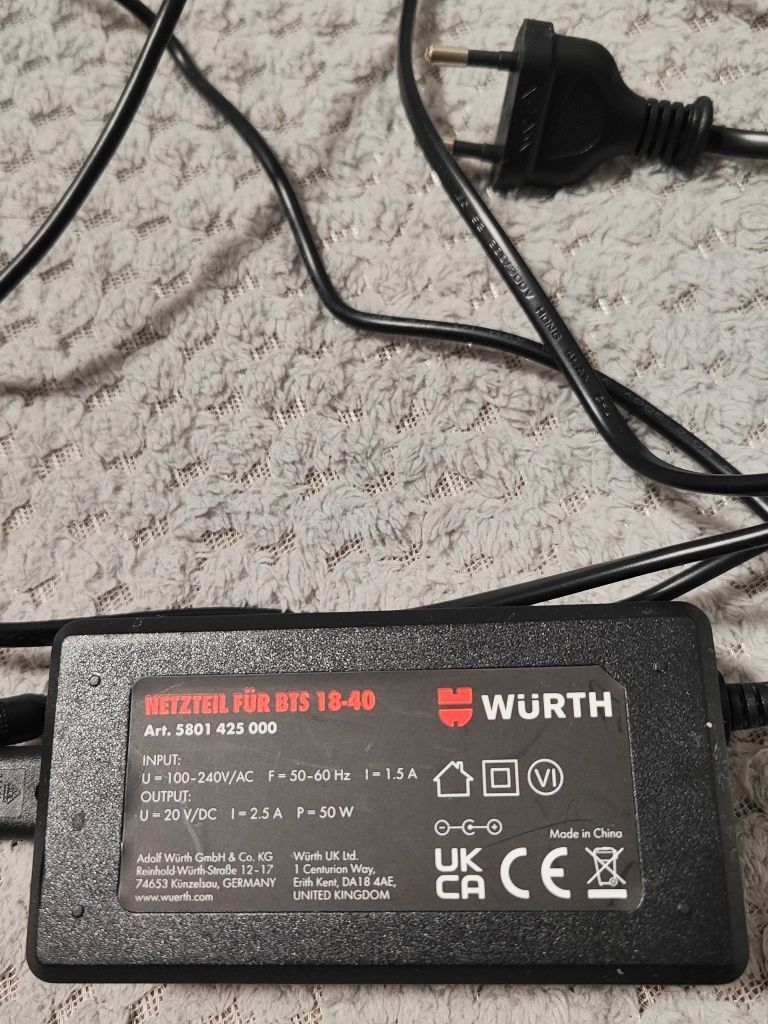 NETZTEIL FÜR BTS 18-40
Art. 5801 425 000
WÜRTH
INPUT:
U = 100-240V/AC F = 50-60 Hz I = 1.5 A
OUTPUT:
U = 20 V/DC I = 2.5 A P = 50 W
VI
Made in China
Adolf Würth GmbH & Co. KG
Reinhold-Würth-Straße 12-17
74653 Künzelsau, GERMANY
www.wuerth.com
Würth UK Ltd.
1 Centurion Way,
Erith Kent, DA18 4AE,
UNITED KINGDOM
UK
CA
CE